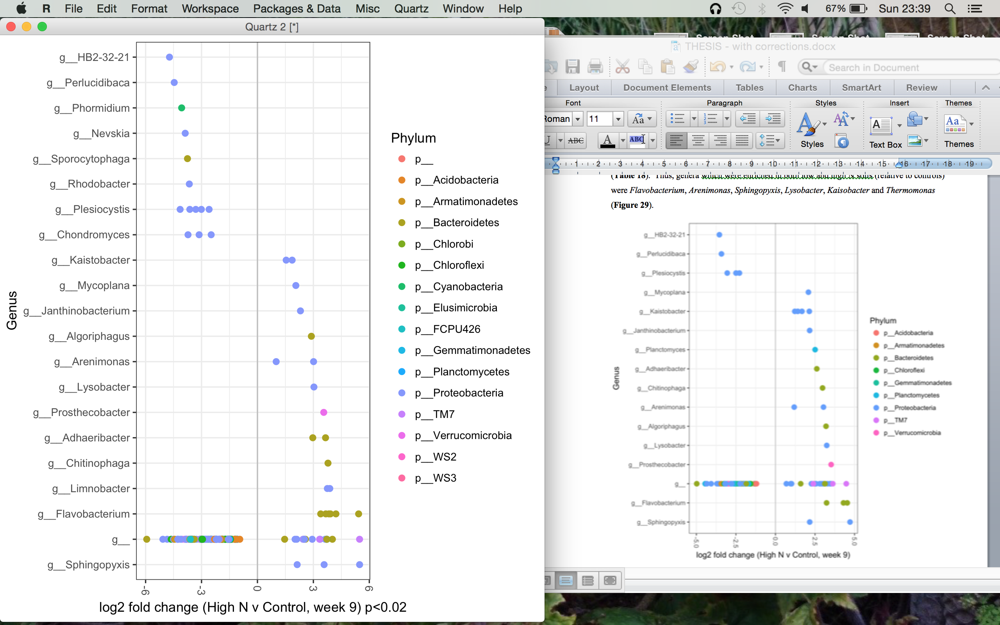 R File Edit Format Workspace Packages & Data Misc Quartz Window Help 67% Sun 23:39
Quartz 2 [*]
g__HB2-32-21
g__Perlucidibaca
g__Phormidium
g__Nevskia
g__Sporocytophaga
g__Rhodobacter
g__Plesiocystis
g__Chondromyces
g__Kaistobacter
g__Mycoplana
g__Janthinobacterium
g__Algoriphagus
g__Arenimonas
g__Lysobacter
g__Prosthecobacter
g__Adhaeribacter
g__Chitinophaga
g__Limnobacter
g__Flavobacterium
g__
g__Sphingopyxis
Genus
-6 -3 0 3 6
log2 fold change (High N v Control, week 9) p<0.02
Phylum
p__
p__Acidobacteria
p__Armatimonadetes
p__Bacteroidetes
p__Chlorobi
p__Chloroflexi
p__Cyanobacteria
p__Elusimicrobia
p__FCPU426
p__Gemmatimonadetes
p__Planctomycetes
p__Proteobacteria
p__TM7
p__Verrucomicrobia
p__WS2
p__WS3
Screen Shot Screen Shot Screen Shot
THESIS - with corrections.docx
Search in Document
Layout Document Elements Tables Charts SmartArt Review
Font Paragraph Styles Insert Themes
Roman 11 Aa
U ABC A ABC Styles Text Box Themes
1 2 3 4 5 6 7 8 9 10 11 12 13 14 15 16 17 18 19
(Table 18). Thus, genera which were enriched in both low and high N soils (relative to controls)
were Flavobacterium, Arenimonas, Sphingopyxis, Lysobacter, Kaisobacter and Thermomonas
(Figure 29).
g__HB2-32-21
g__Perlucidibaca
g__Plesiocystis
g__Mycoplana
g__Kaistobacter
g__Janthinobacterium
g__Planctomyces
g__Adhaeribacter
g__Chitinophaga
g__Arenimonas
g__Algoriphagus
g__Lysobacter
g__Prosthecobacter
g__
g__Flavobacterium
g__Sphingopyxis
Genus
-5.0 -2.5 0.0 2.5 5.0
log2 fold change (High N v Control, week 9)
Phylum
p__Acidobacteria
p__Armatimonadetes
p__Bacteroidetes
p__Chloroflexi
p__Gemmatimonadetes
p__Planctomycetes
p__Proteobacteria
p__TM7
p__Verrucomicrobia